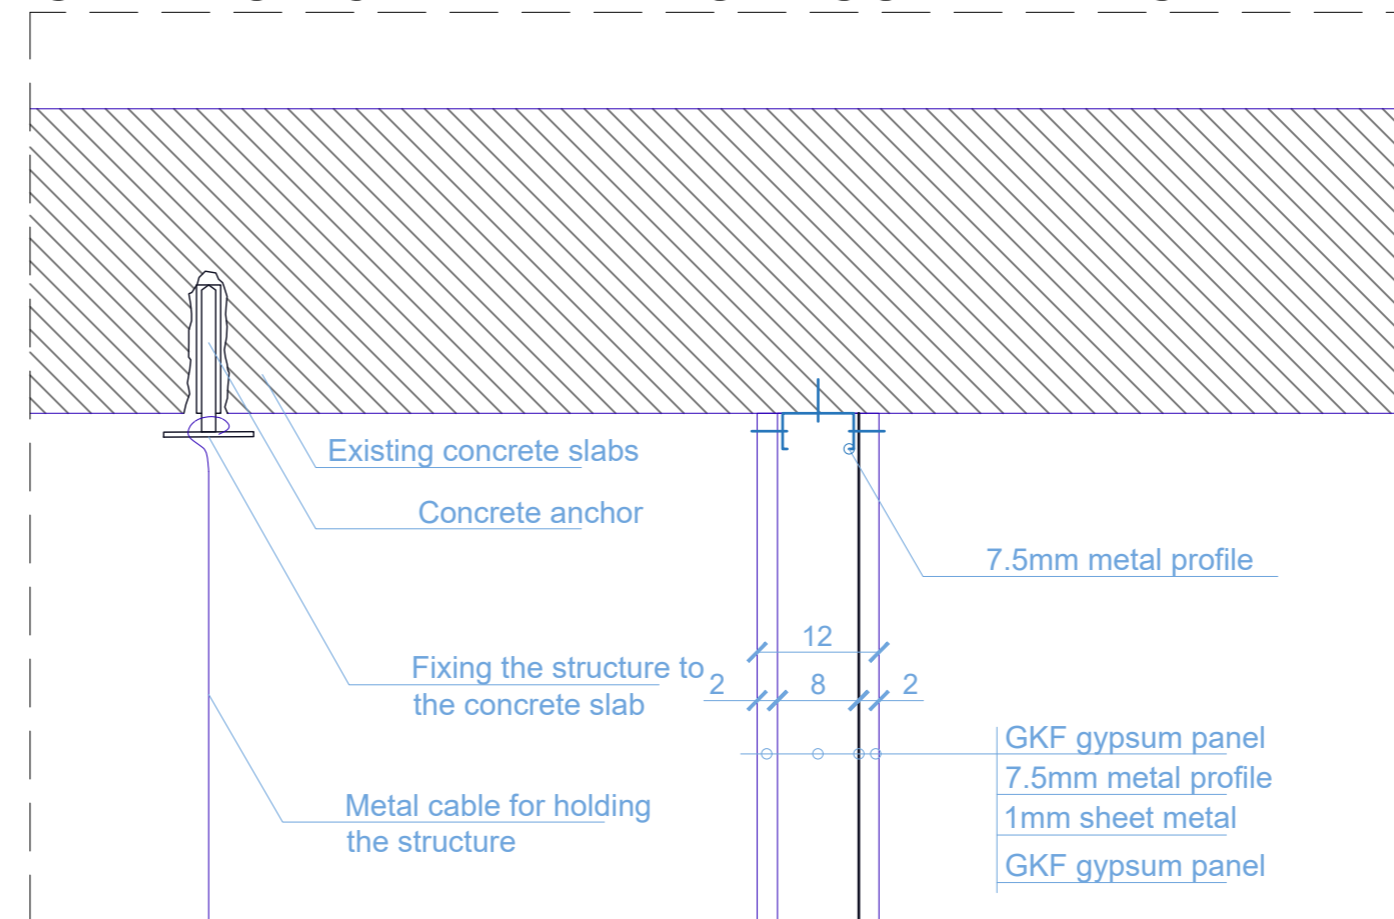 Existing concrete slabs
Concrete anchor
7.5mm metal profile
12
Fixing the structure to
the concrete slab
2
8
2
GKF gypsum panel
7.5mm metal profile
1mm sheet metal
GKF gypsum panel
Metal cable for holding
the structure